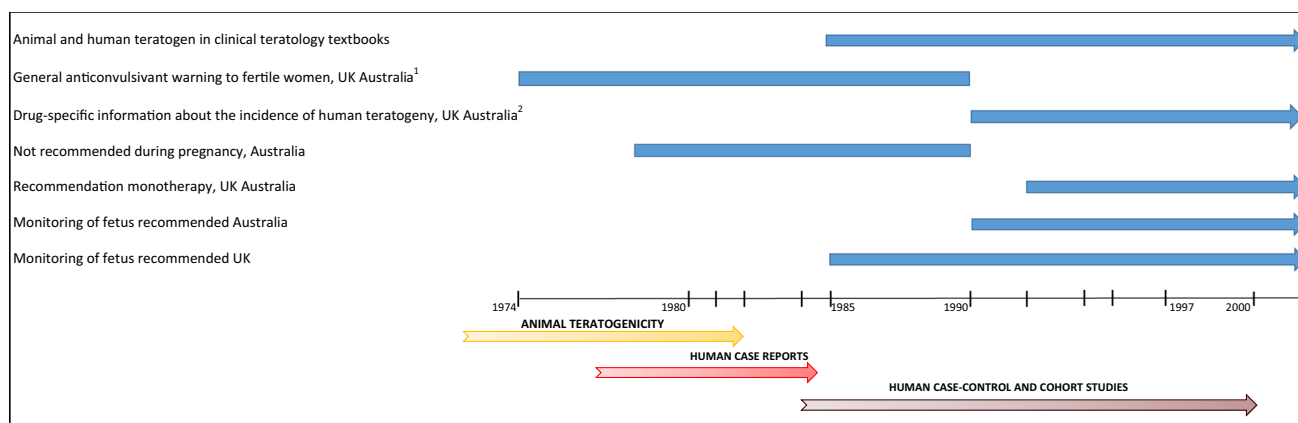 Animal and human teratogen in clinical teratology textbooks
General anticonvulsivant warning to fertile women, UK Australia1
Drug-specific information about the incidence of human teratogeny, UK Australia2
Not recommended during pregnancy, Australia
Recommendation monotherapy, UK Australia
Monitoring of fetus recommended Australia
Monitoring of fetus recommended UK
1974 1980 1985 1990 1997 2000
ANIMAL TERATOGENICITY
HUMAN CASE REPORTS
HUMAN CASE-CONTROL AND COHORT STUDIES